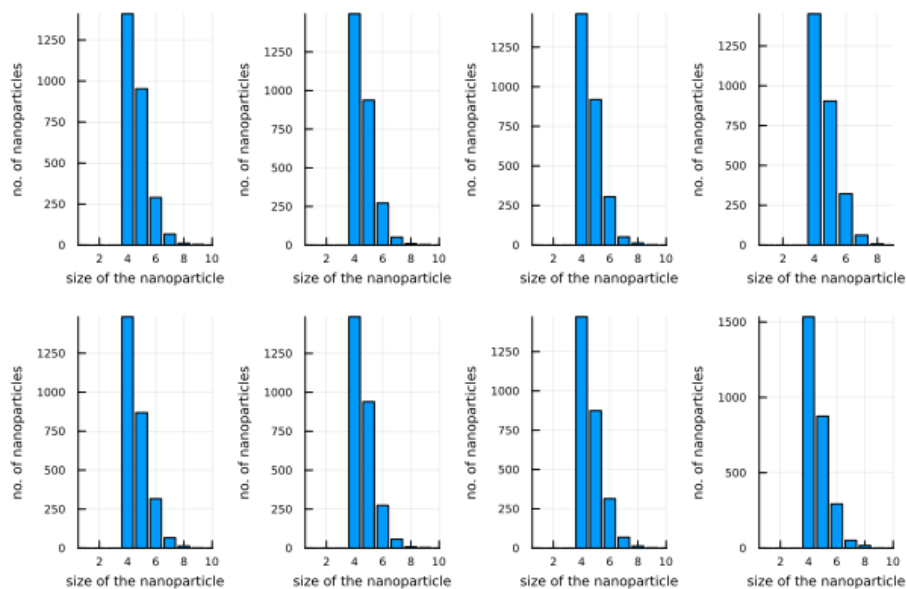 no. of nanoparticles no. of nanoparticles no. of nanoparticles no. of nanoparticles
1250 1250 1250 1250
1000 1000 1000 1000
750 750 750 750
500 500 500 500
250 250 250 250
0 0 0 0
2 4 6 8 10 2 4 6 8 10 2 4 6 8 10 2 4 6 8
size of the nanoparticle size of the nanoparticle size of the nanoparticle size of the nanoparticle
no. of nanoparticles no. of nanoparticles no. of nanoparticles no. of nanoparticles
1250 1250 1250 1500
1000 1000 1000 1000
750 750 750
500 500 500 500
250 250 250
0 0 0 0
2 4 6 8 10 2 4 6 8 10 2 4 6 8 10 2 4 6 8 10
size of the nanoparticle size of the nanoparticle size of the nanoparticle size of the nanoparticle